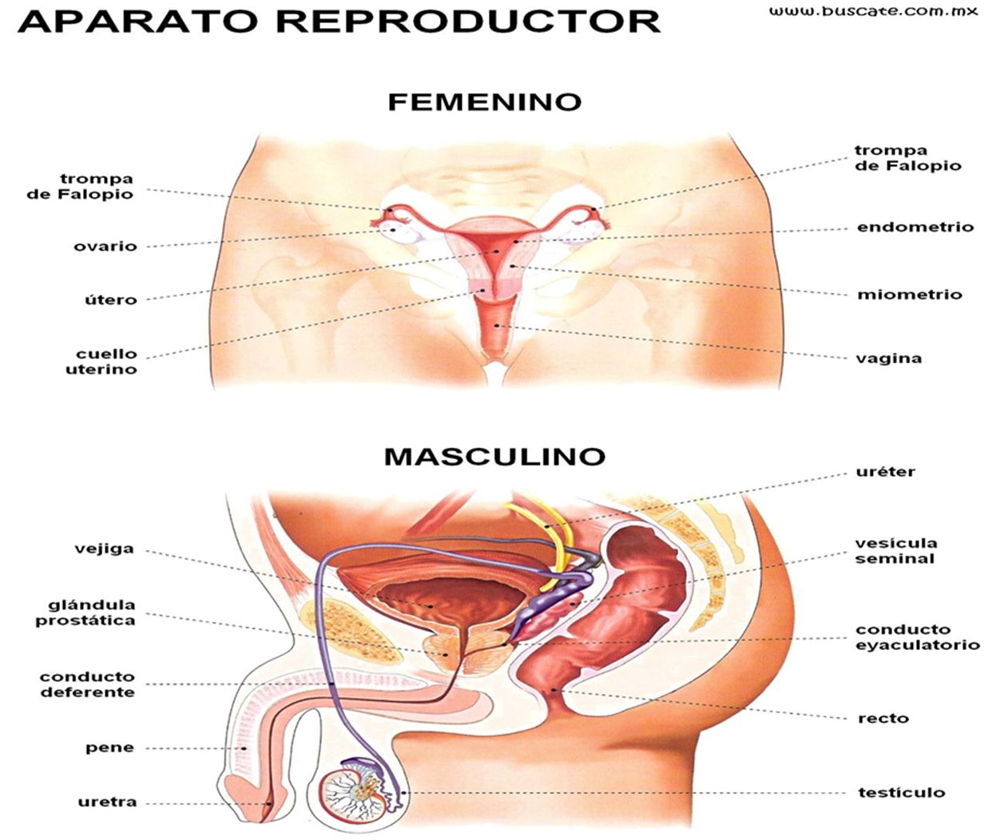 APARATO REPRODUCTOR
www.buscate.com.mx
FEMENINO
trompa
de Falopio
ovario
útero
cuello
uterino
trompa
de Falopio
endometrio
miometrio
vagina
MASCULINO
vejiga
glándula
prostática
conducto
deferente
pene
uretra
uréter
vesícula
seminal
conducto
eyaculatorio
recto
testículo